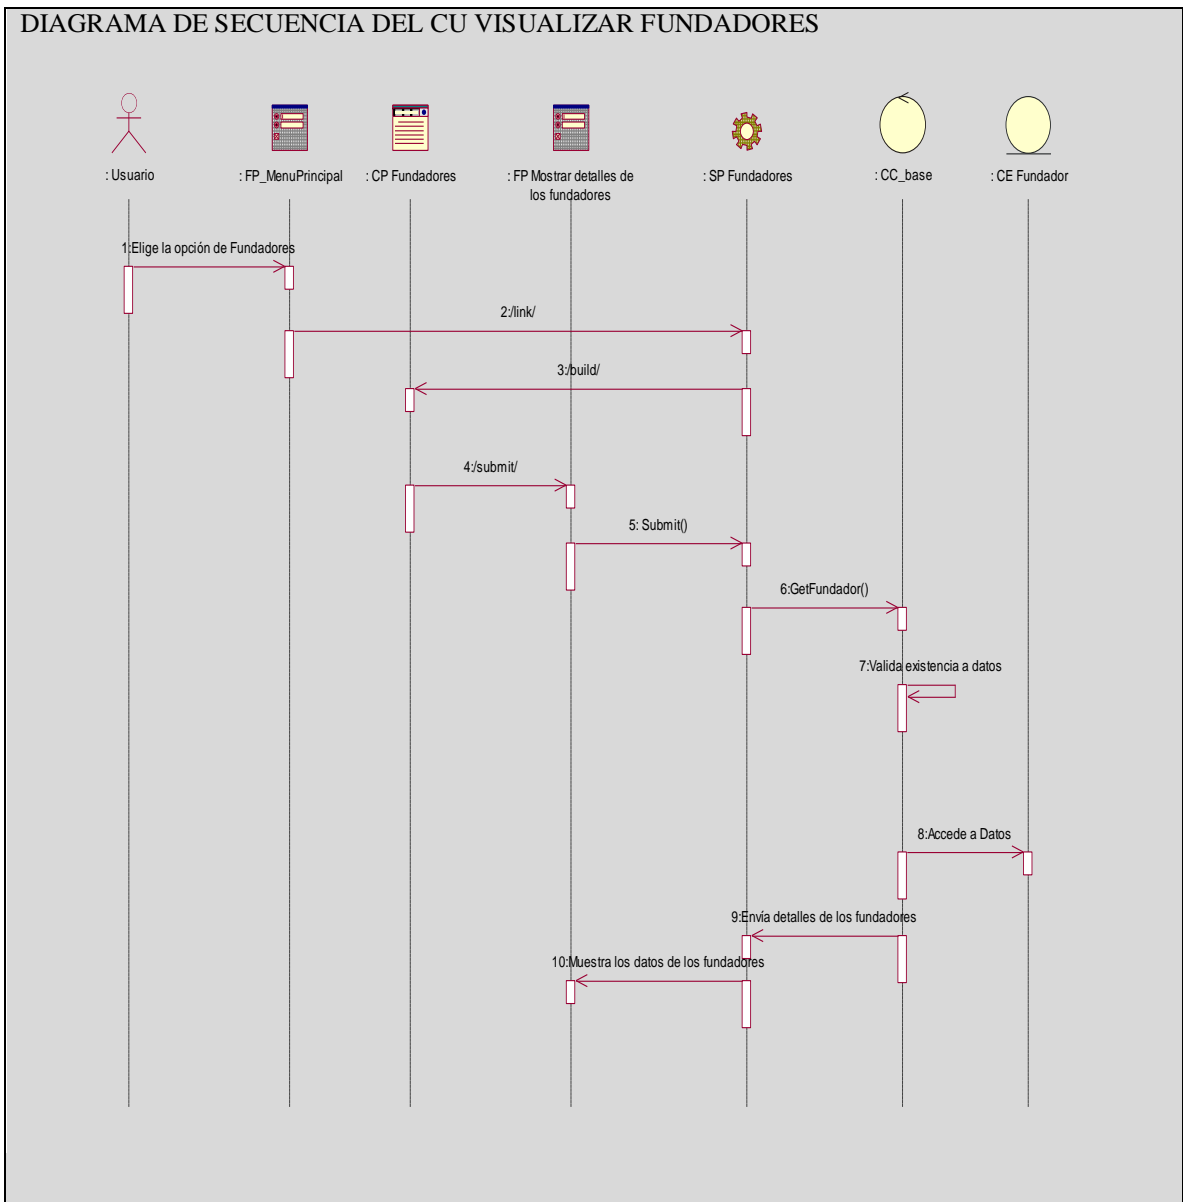 DIAGRAMA DE SECUENCIA DEL CU VISUALIZAR FUNDADORES
: Usuario
: FP_MenuPrincipal
: CP Fundadores
: FP Mostrar detalles de
los fundadores
: SP Fundadores
: CC_base
: CE Fundador
1:Elige la opción de Fundadores
2:/link/
3:/build/
4:/submit/
5: Submit()
6:GetFundador()
7:Valida existencia a datos
8:Accede a Datos
9:Envía detalles de los fundadores
10:Muestra los datos de los fundadores